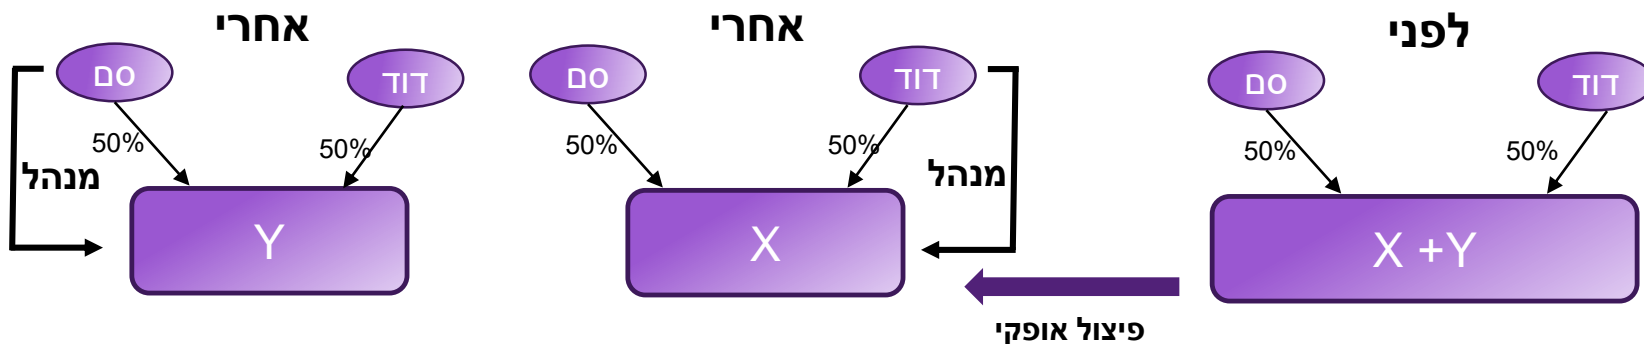 לפני
סם
דוד
50%
50%
X +Y
פיצול אופקי
אחרי
סם
דוד
50%
50%
מנהל
X
אחרי
סם
דוד
50%
50%
מנהל
Y